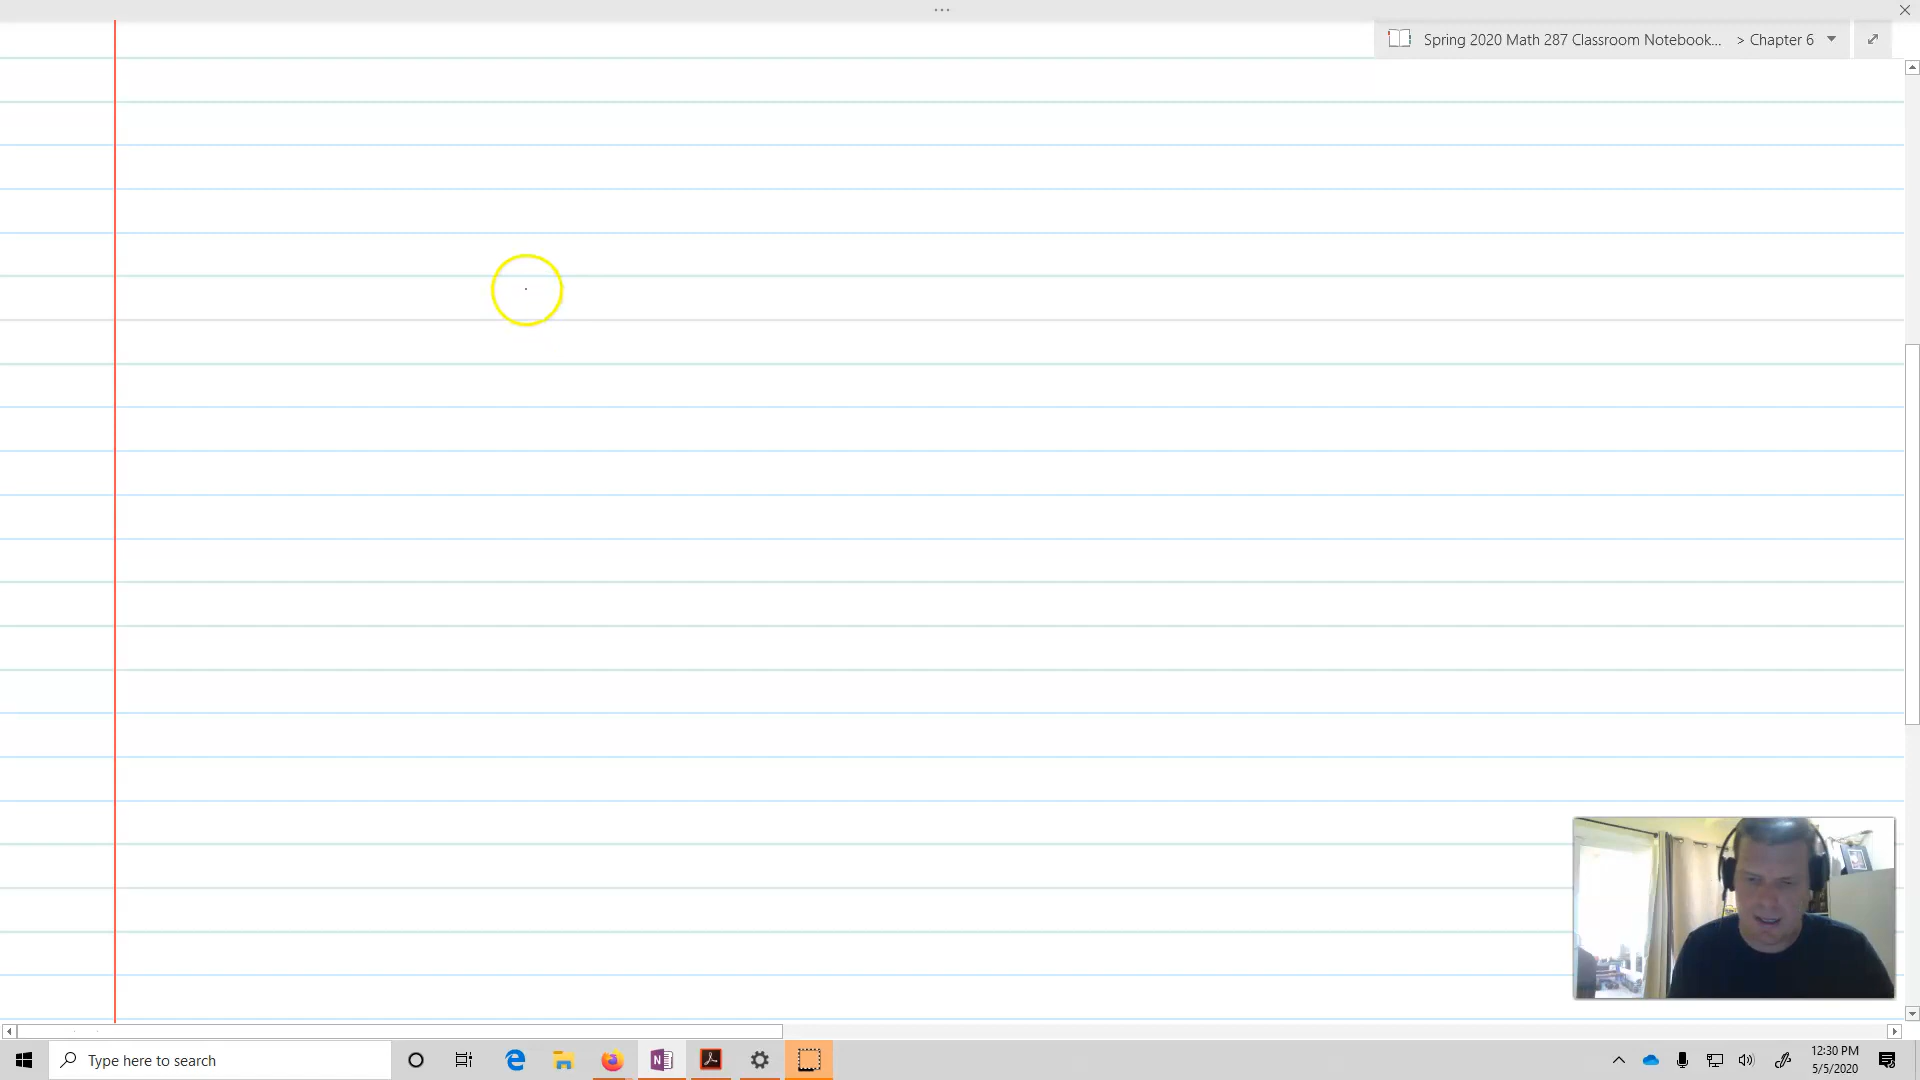 Spring 2020 Math 287 Classroom Notebook... > Chapter 6
Type here to search
12:30 PM
5/5/2020